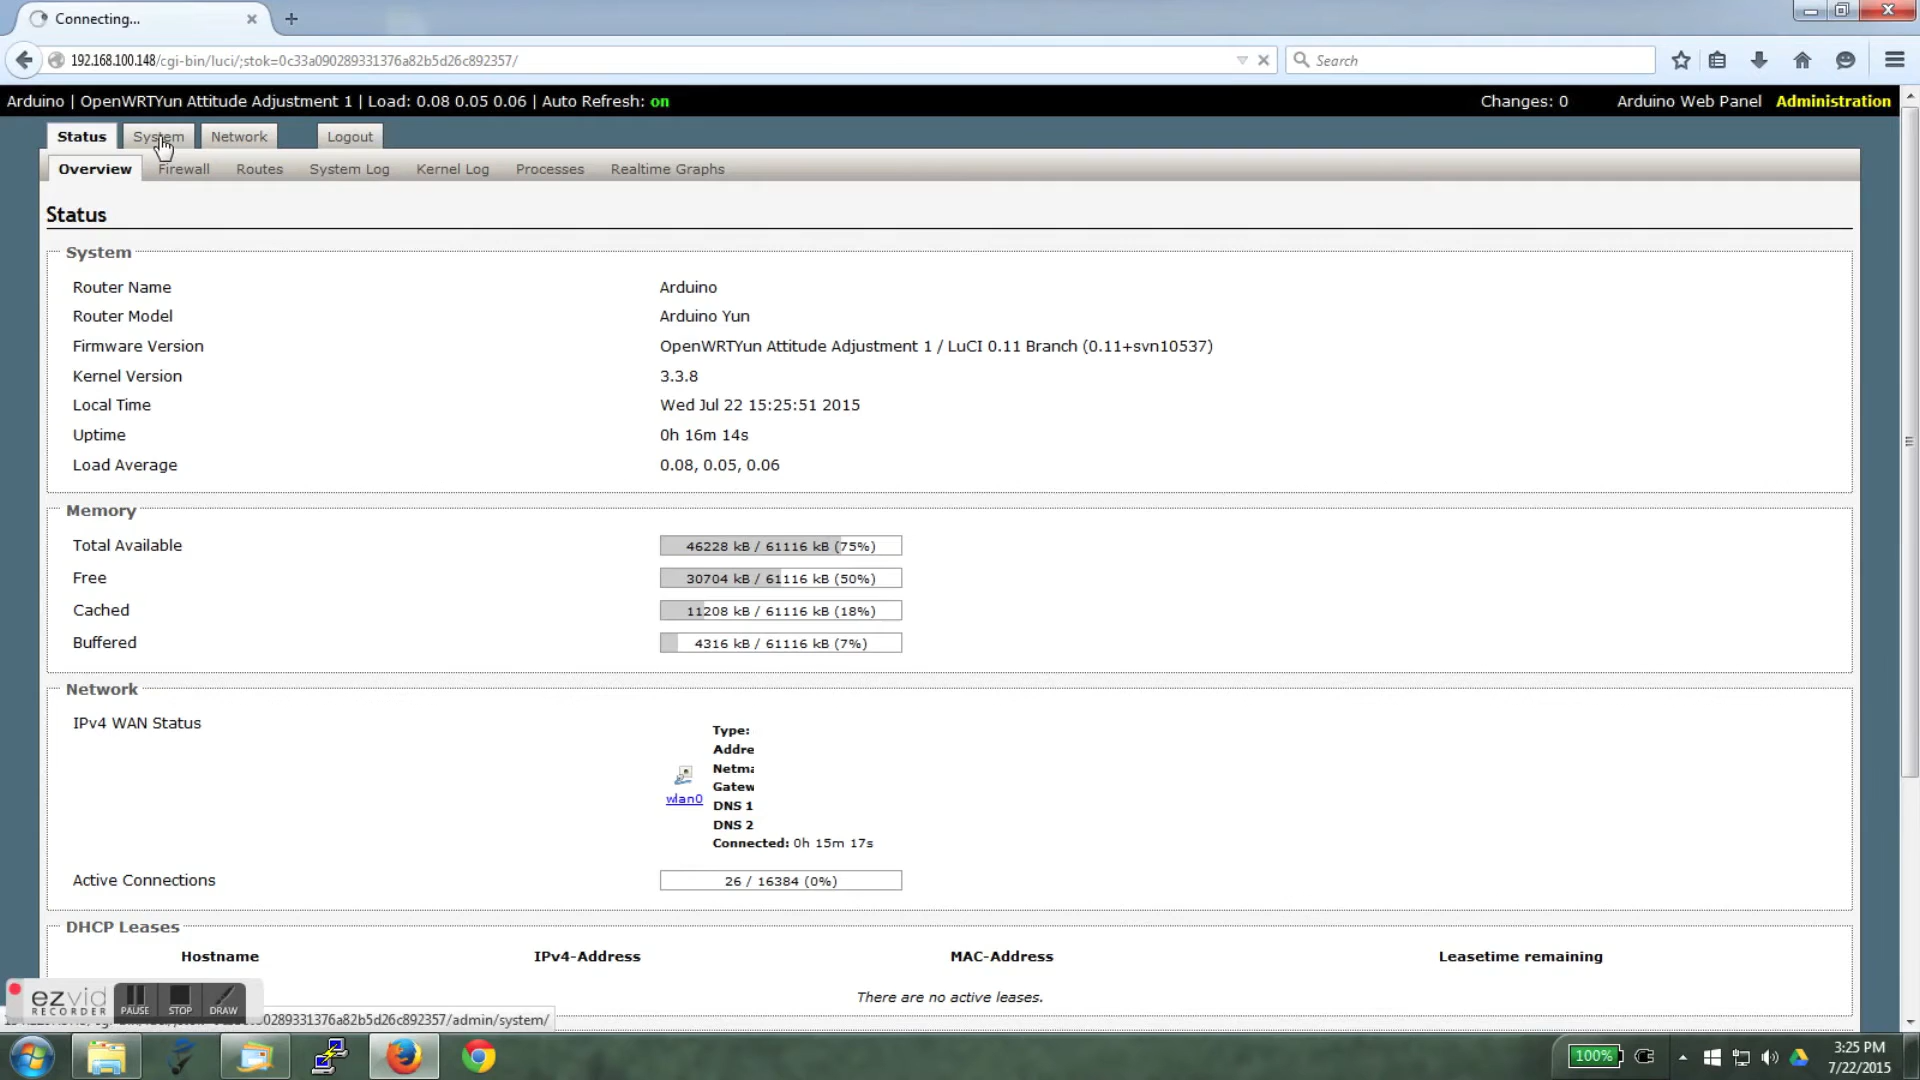 Connecting...
192.168.100.148/cgi-bin/luci/;stok=0c33a090289331376a82b5d26c892357/
Search
Arduino | OpenWRTYun Attitude Adjustment 1 | Load: 0.08 0.05 0.06 | Auto Refresh: on
Changes: 0 Arduino Web Panel Administration
Status System Network Logout
Overview Firewall Routes System Log Kernel Log Processes Realtime Graphs
Status
System
Router Name Arduino
Router Model Arduino Yun
Firmware Version OpenWRTYun Attitude Adjustment 1 / LuCI 0.11 Branch (0.11+svn10537)
Kernel Version 3.3.8
Local Time Wed Jul 22 15:25:51 2015
Uptime 0h 16m 14s
Load Average 0.08, 0.05, 0.06
Memory
Total Available 46228 kB / 61116 kB (75%)
Free 30704 kB / 61116 kB (50%)
Cached 11208 kB / 61116 kB (18%)
Buffered 4316 kB / 61116 kB (7%)
Network
IPv4 WAN Status
Type:
Addre
Netma
Gatew
wlan0
DNS 1
DNS 2
Connected: 0h 15m 17s
Active Connections 26 / 16384 (0%)
DHCP Leases
Hostname IPv4-Address MAC-Address Leasetime remaining
There are no active leases.
ezvid
RECORDER
PAUSE STOP DRAW
0289331376a82b5d26c892357/admin/system/
100%
3:25 PM
7/22/2015